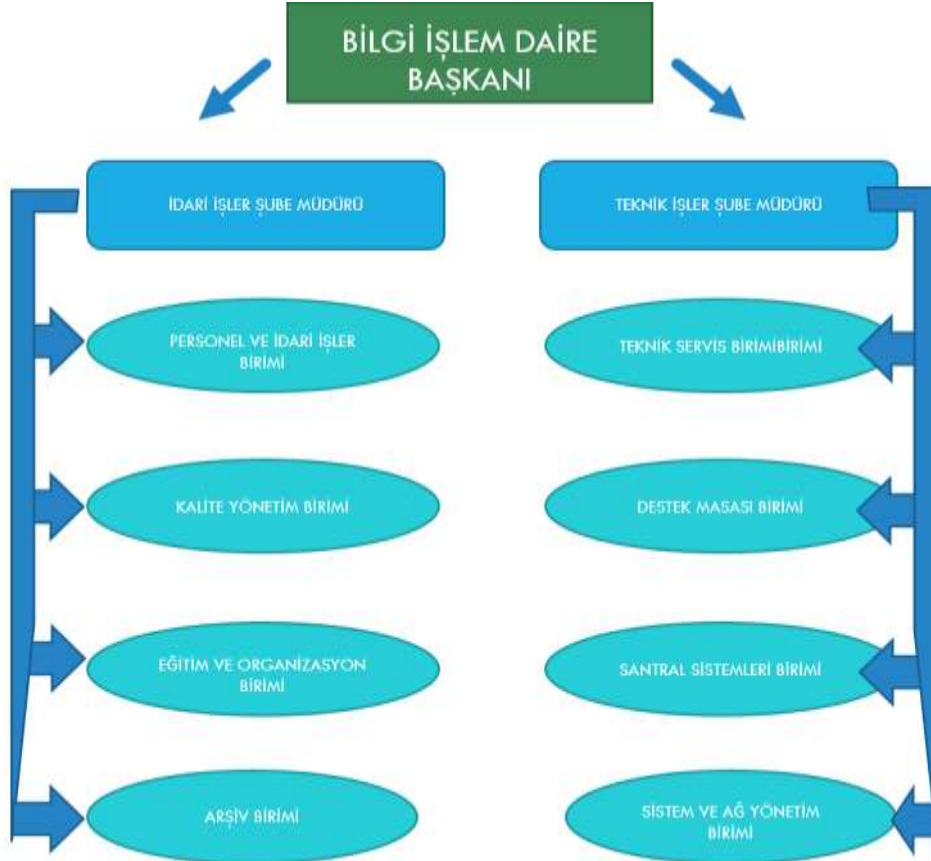 BİLGİ İŞLEM DAİRE
BAŞKANI
İDARİ İŞLER ŞUBE MÜDÜRÜ
TEKNİK İŞLER ŞUBE MÜDÜRÜ
PERSONEL VE İDARİ İŞLER
BİRİMİ
TEKNİK SERVİS BİRİMİBİRİMİ
KALİTE YÖNETİM BİRİMİ
DESTEK MASASI BİRİMİ
EĞİTİM VE ORGANİZASYON
BİRİMİ
SANTRAL SİSTEMLERİ BİRİMİ
ARŞİV BİRİMİ
SİSTEM VE AĞ YÖNETİM
BİRİMİ